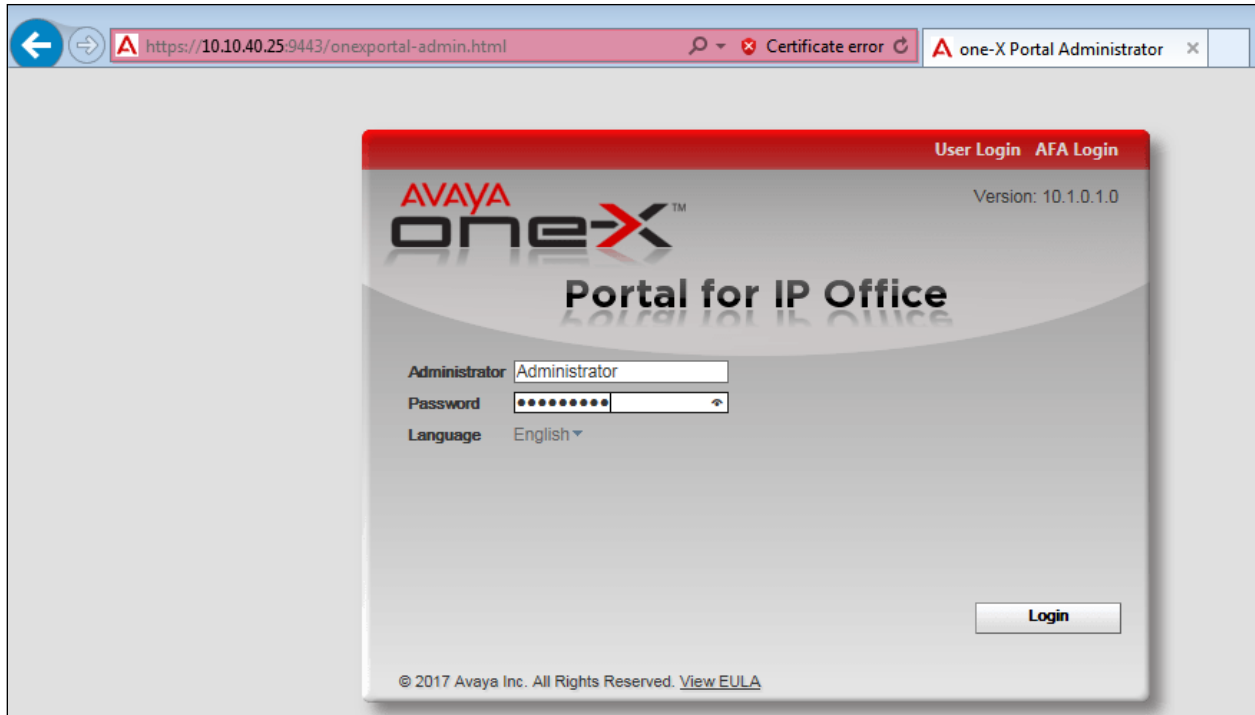 https://10.10.40.25:9443/onexportal-admin.html
Certificate error
one-X Portal Administrator
User Login AFA Login
AVAYA
one-X™
Version: 10.1.0.1.0
Portal for IP Office
Administrator Administrator
Password •••••••••
Language English
Login
© 2017 Avaya Inc. All Rights Reserved. View EULA